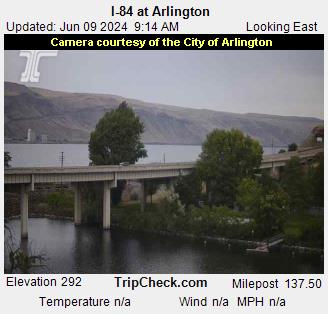 I-84 at Arlington
Updated: Jun 09 2024 9:14 AM Looking East
Camera courtesy of the City of Arlington
Elevation 292 TripCheck.com Milepost 137.50
Temperature n/a Wind n/a MPH n/a